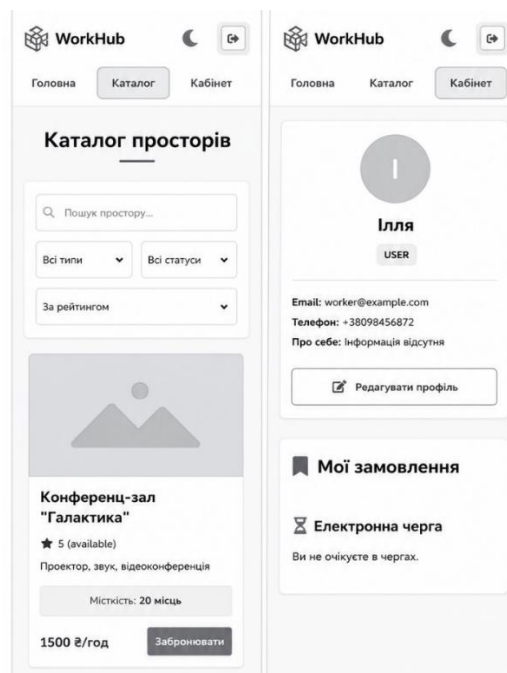 WorkHub
Головна Каталог Кабінет
Каталог просторів
Пошук простору...
Всі типи Всі статуси
За рейтингом
Конференц-зал
"Галактика"
5 (available)
Проектор, звук, відеоконференція
Місткість: 20 місць
1500 ₴/год Забронювати
WorkHub
Головна Каталог Кабінет
І
Ілля
USER
Email: worker@example.com
Телефон: +38098456872
Про себе: Інформація відсутня
Редагувати профіль
Мої замовлення
Електронна черга
Ви не очікуєте в чергах.